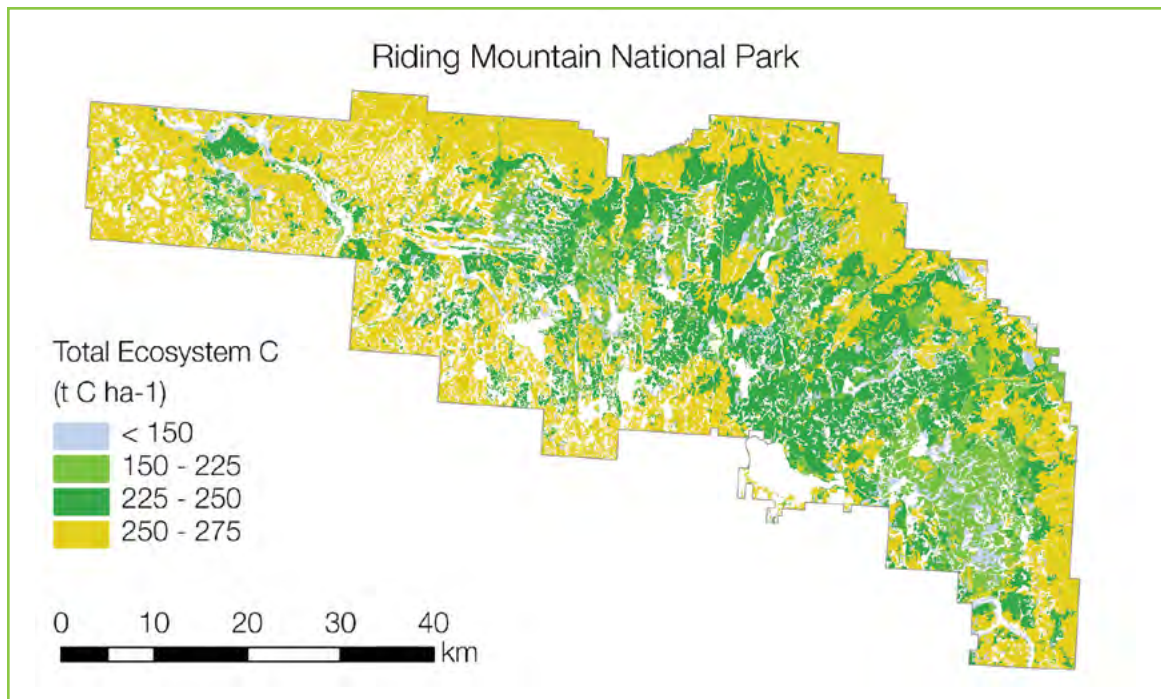 Riding Mountain National Park
Total Ecosystem C
(t C ha-1)
< 150
150 - 225
225 - 250
250 - 275
0 10 20 30 40
km